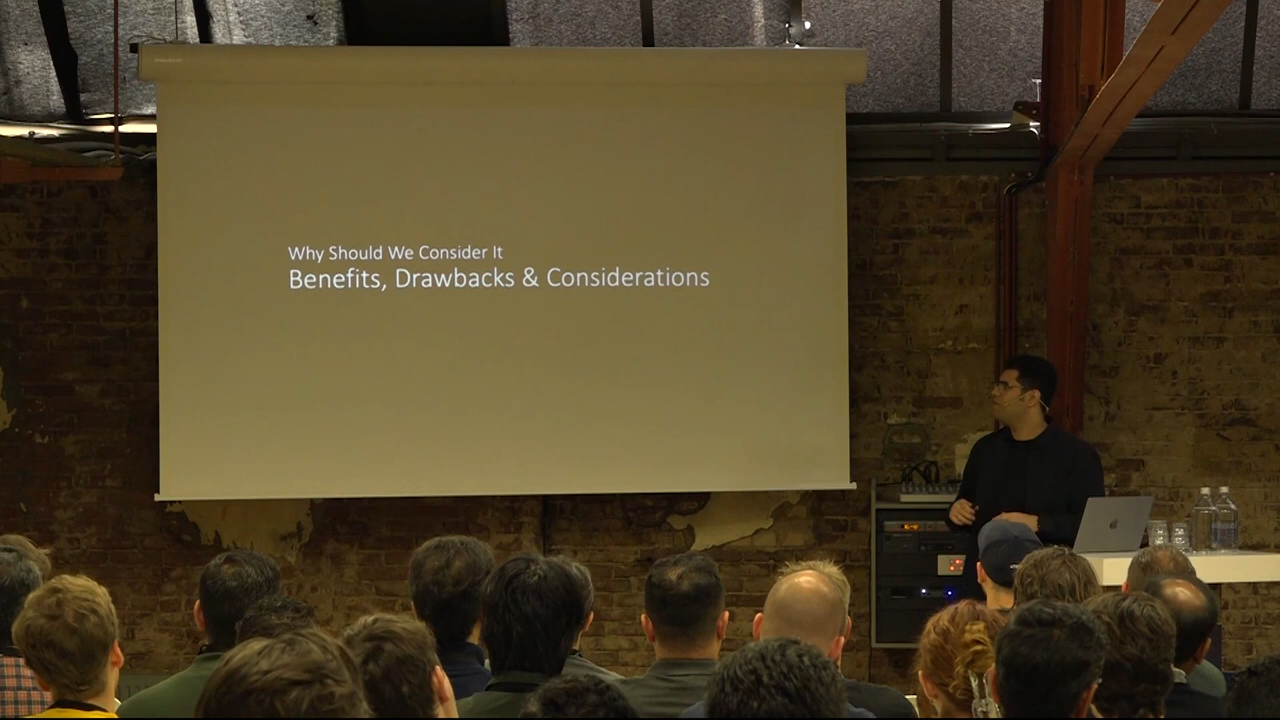 Why Should We Consider It
Benefits, Drawbacks & Considerations